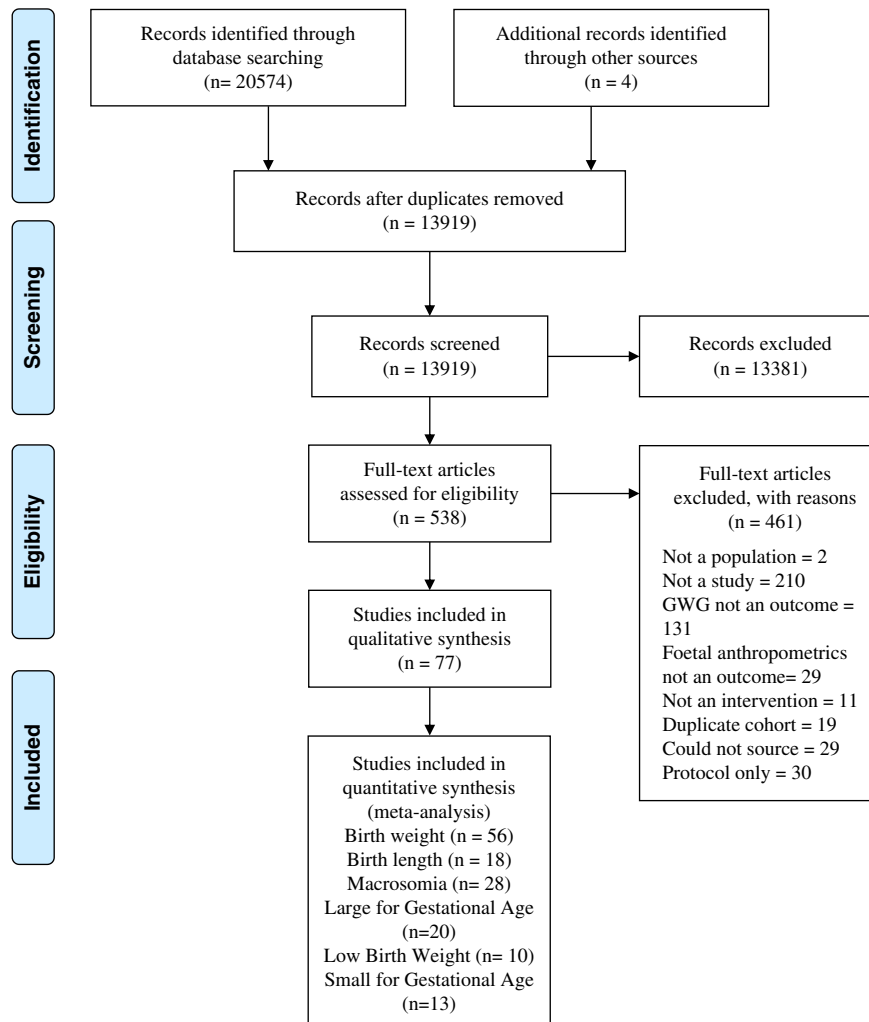 Identification
Records identified through
database searching
(n= 20574)
Additional records identified
through other sources
(n = 4)
Records after duplicates removed
(n = 13919)
Screening
Records screened
(n = 13919)
Records excluded
(n = 13381)
Eligibility
Full-text articles
assessed for eligibility
(n = 538)
Full-text articles
excluded, with reasons
(n = 461)
Not a population = 2
Not a study = 210
GWG not an outcome =
131
Foetal anthropometrics
not an outcome= 29
Not an intervention = 11
Duplicate cohort = 19
Could not source = 29
Protocol only = 30
Studies included in
qualitative synthesis
(n = 77)
Included
Studies included in
quantitative synthesis
(meta-analysis)
Birth weight (n = 56)
Birth length (n = 18)
Macrosomia (n= 28)
Large for Gestational Age
(n=20)
Low Birth Weight (n= 10)
Small for Gestational Age
(n=13)